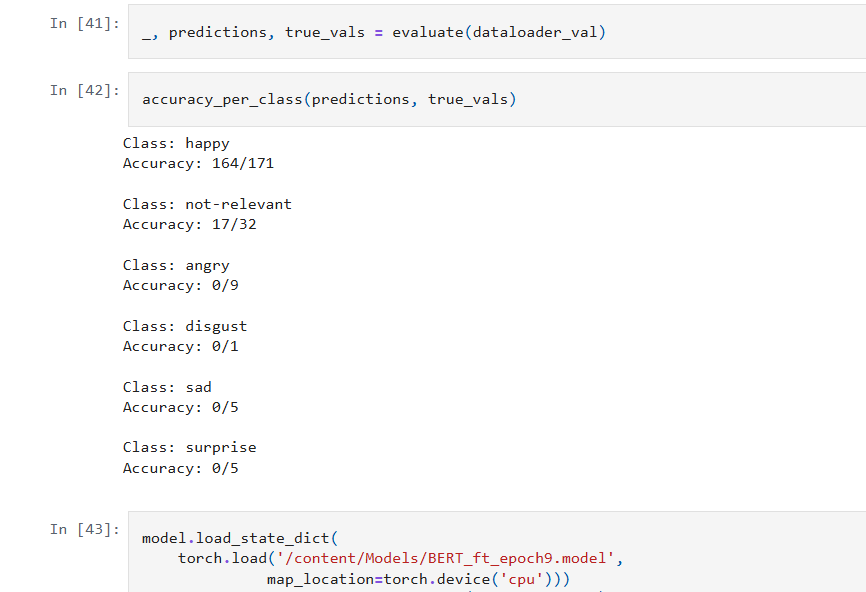 In [41]: _, predictions, true_vals = evaluate(dataloader_val)
In [42]: accuracy_per_class(predictions, true_vals)
Class: happy
Accuracy: 164/171
Class: not-relevant
Accuracy: 17/32
Class: angry
Accuracy: 0/9
Class: disgust
Accuracy: 0/1
Class: sad
Accuracy: 0/5
Class: surprise
Accuracy: 0/5
In [43]: model.load_state_dict(
torch.load('/content/Models/BERT_ft_epoch9.model',
map_location=torch.device('cpu')))